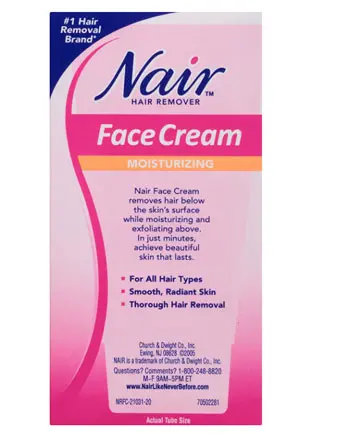 #1 Hair
Removal
Brand*
Nair™
HAIR REMOVER
Face Cream
MOISTURIZING
Nair Face Cream
removes hair below
the skin's surface
while moisturizing and
exfoliating above.
In just minutes,
achieve beautiful
skin that lasts.
▪ For All Hair Types
▪ Smooth, Radiant Skin
▪ Thorough Hair Removal
Church & Dwight Co., Inc.
Ewing, NJ 08628 ©2005
NAIR is a trademark of Church & Dwight Co., Inc.
Questions? Comments? 1-800-248-8820
M-F 9AM-5PM ET
www.NairLikeNeverBefore.com
NRFC-21031-20 70502281
Actual Tube Size